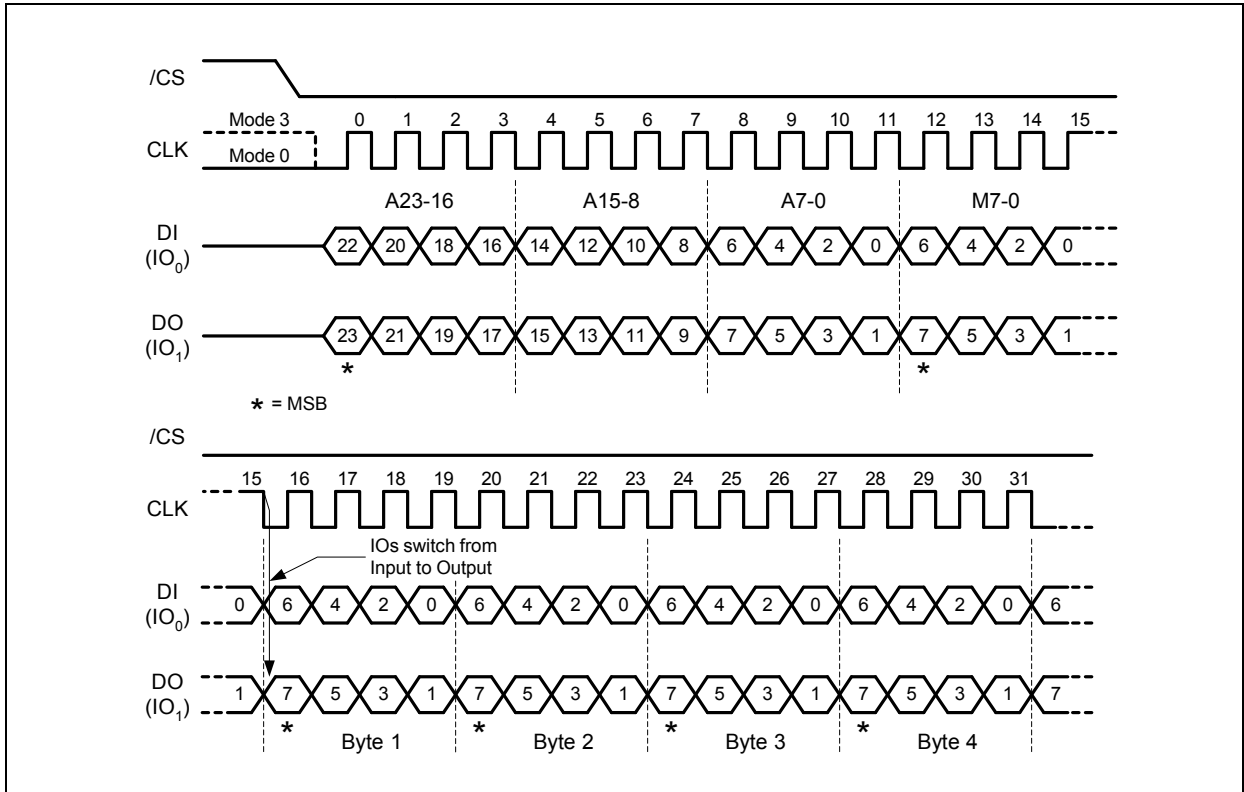 /CS
Mode 3 0 1 2 3 4 5 6 7 8 9 10 11 12 13 14 15
CLK
Mode 0
A23-16 A15-8 A7-0 M7-0
DI
(IO0) 22 20 18 16 14 12 10 8 6 4 2 0 6 4 2 0
DO
(IO1) 23 21 19 17 15 13 11 9 7 5 3 1 7 5 3 1
* *
* = MSB
/CS
15 16 17 18 19 20 21 22 23 24 25 26 27 28 29 30 31
CLK
IOs switch from
Input to Output
DI
(IO0) 0 6 4 2 0 6 4 2 0 6 4 2 0 6 4 2 0 6
DO
(IO1) 1 7 5 3 1 7 5 3 1 7 5 3 1 7 5 3 1 7
* * * *
Byte 1 Byte 2 Byte 3 Byte 4